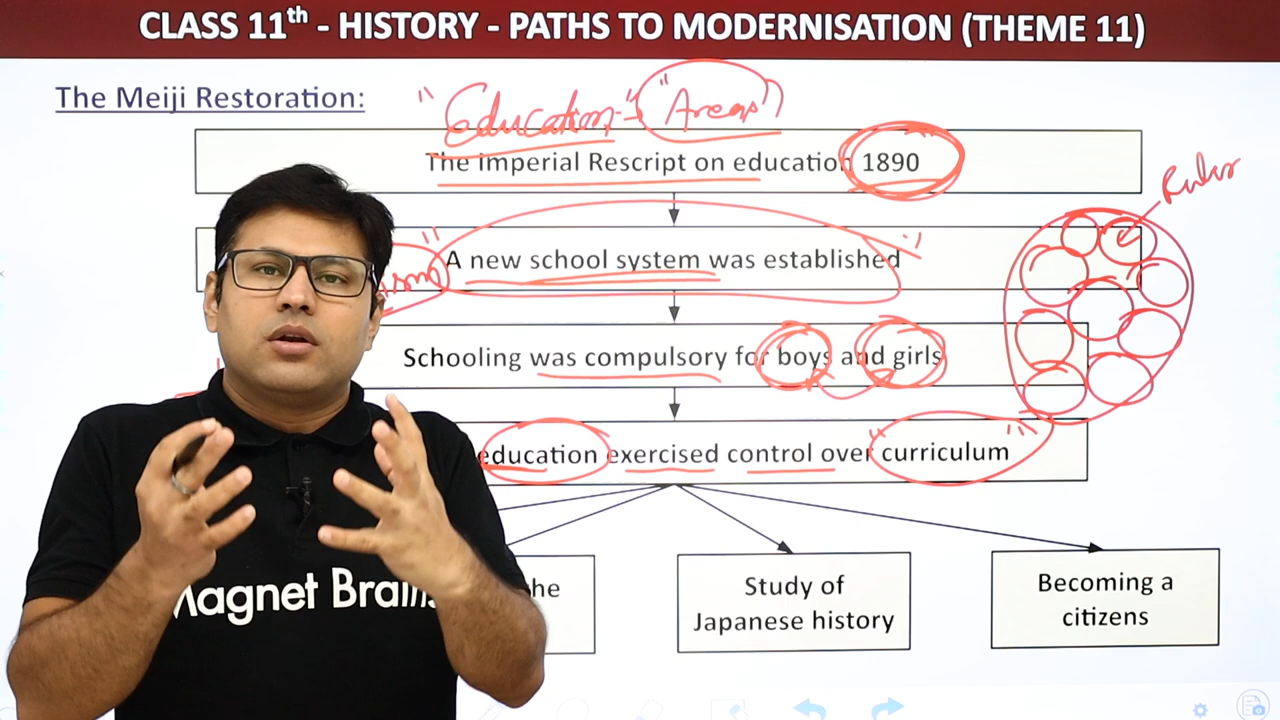 CLASS 11th - HISTORY - PATHS TO MODERNISATION (THEME 11)
The Meiji Restoration:
"Education" - "Areas"
The Imperial Rescript on education 1890
Ruler
A new school system was established
Schooling was compulsory for boys and girls
education exercised control over "curriculum"
he
Study of
Japanese history
Becoming a
citizens
Magnet Brains